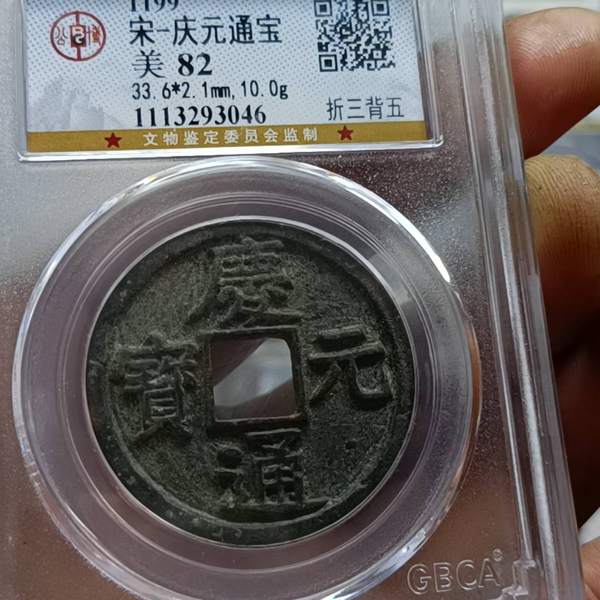 1199
宋-庆元通宝
美 82
33.6*2.1mm,10.0g
1113293046
折三背五
文物鉴定委员会监制
慶
元
通
寶
GBCA